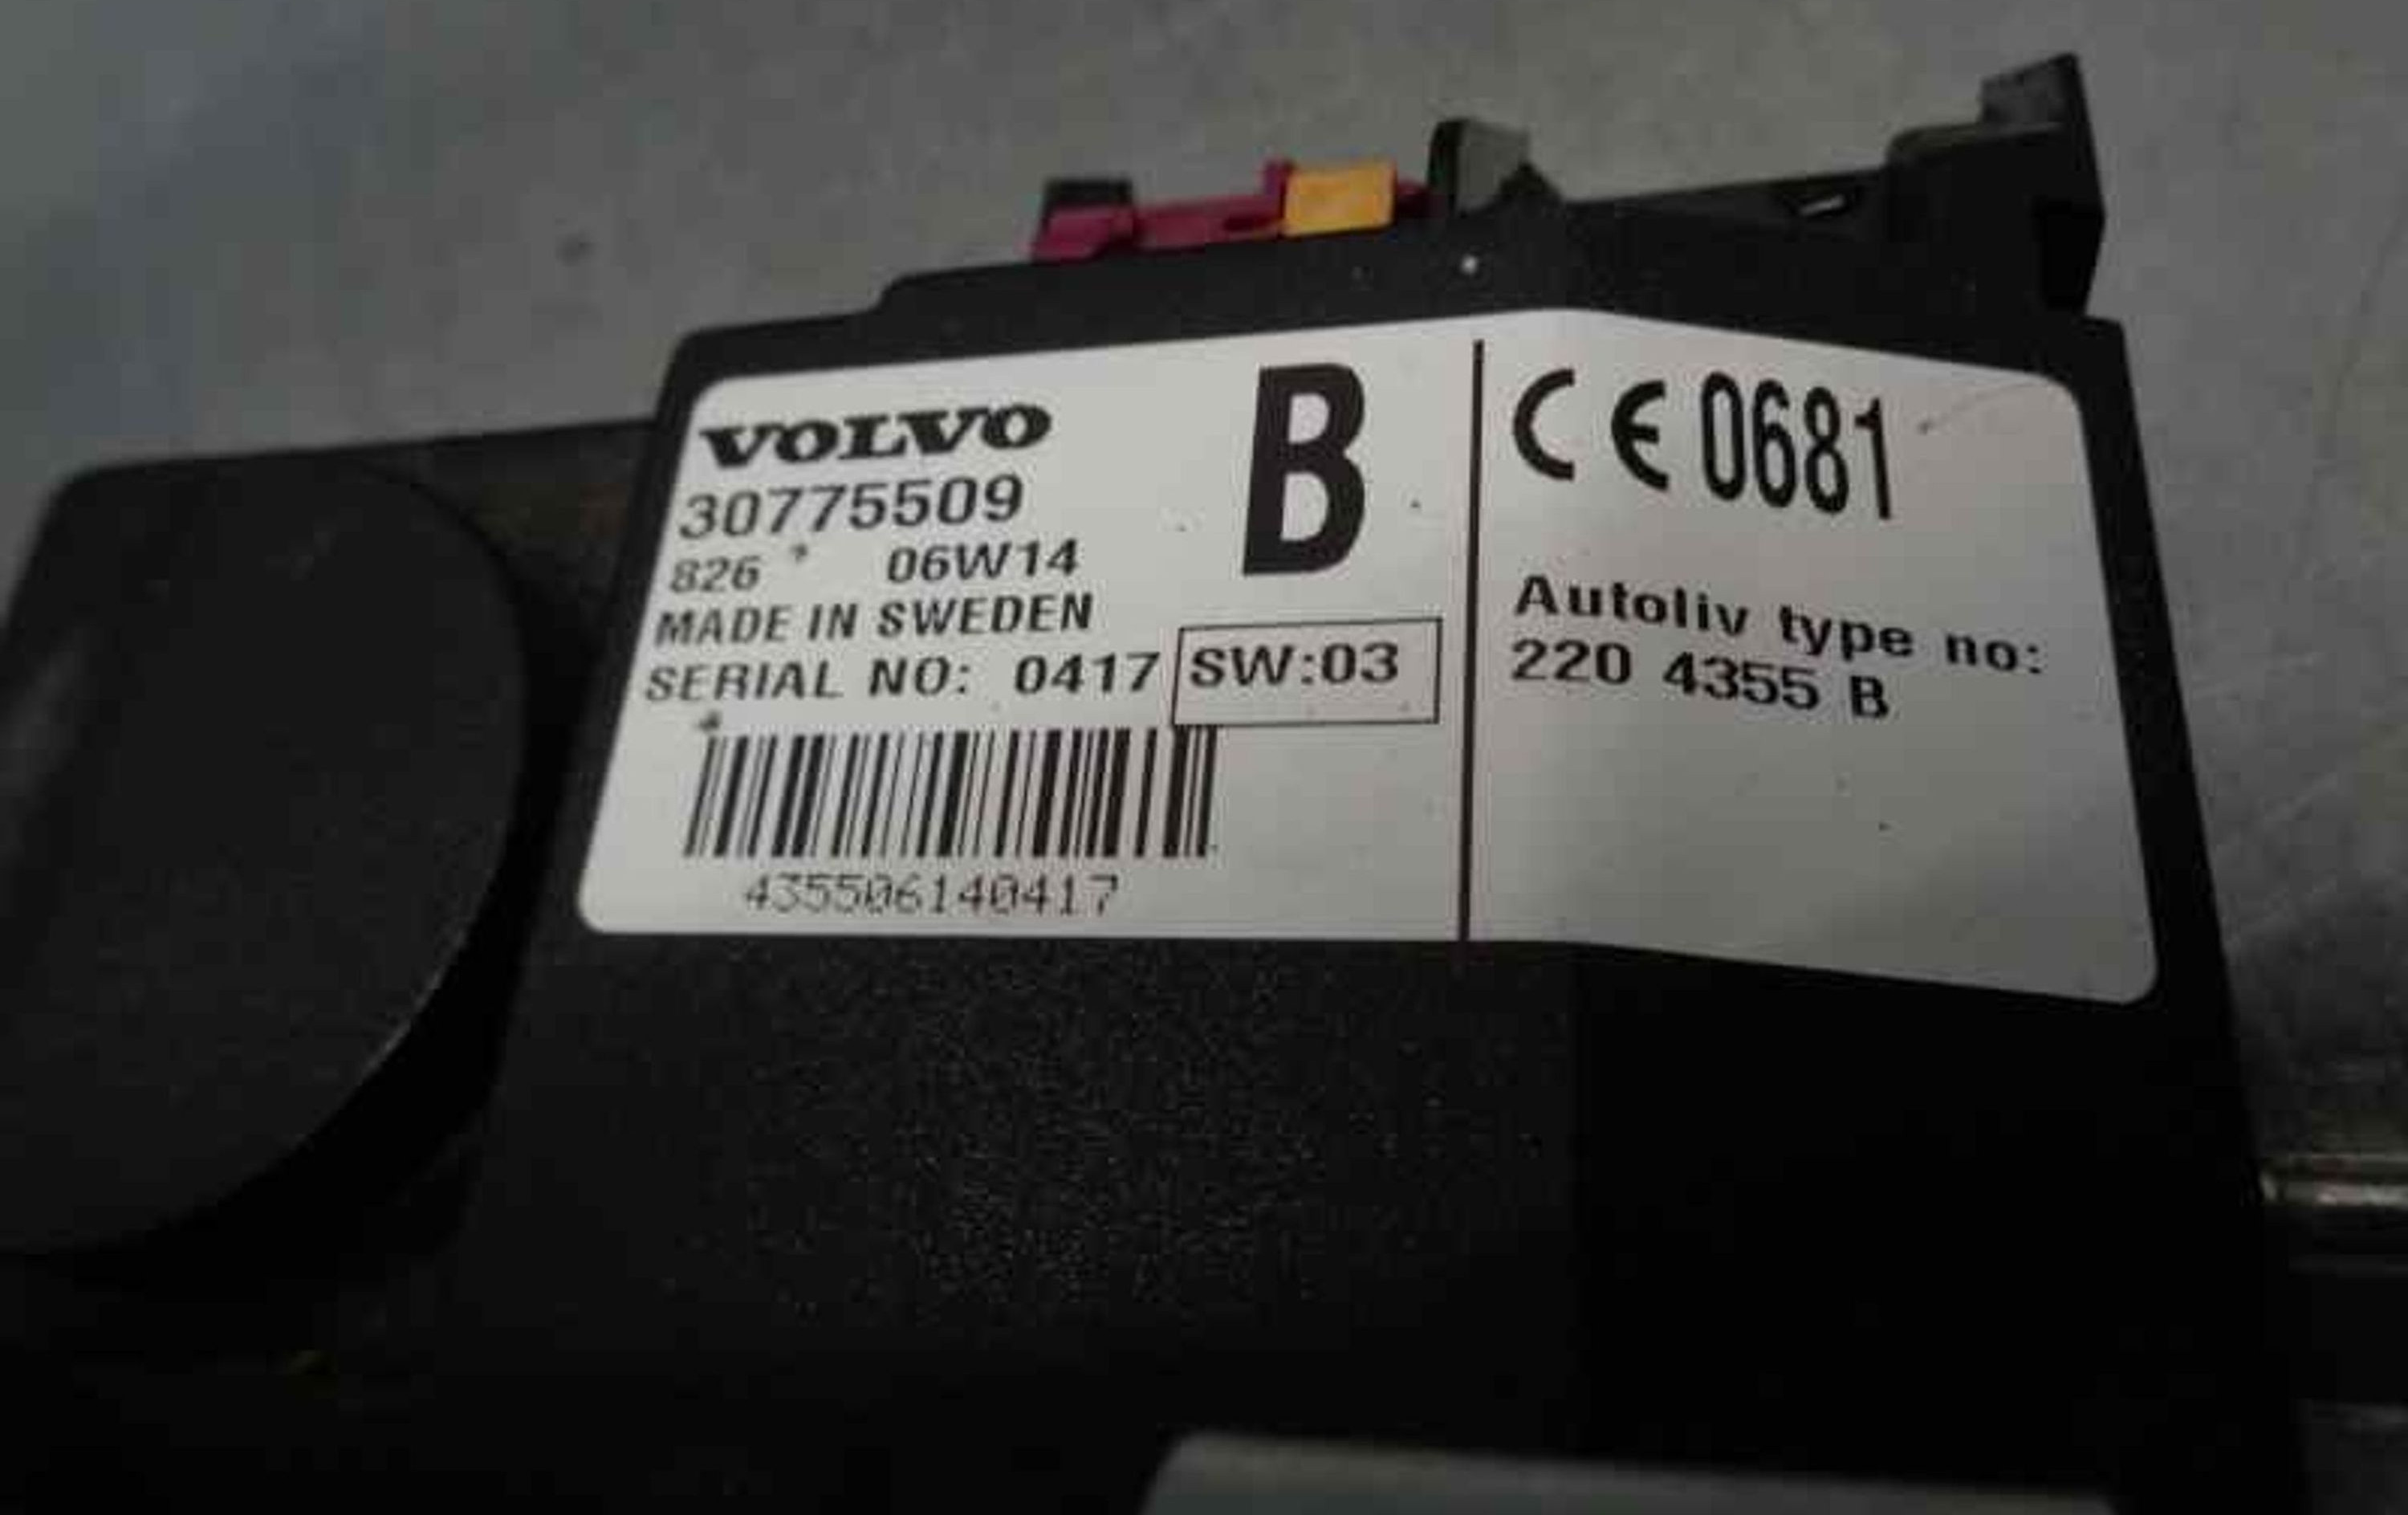 VOLVO
30775509
826 06W14
MADE IN SWEDEN
SERIAL NO: 0417
SW:03
435506140417
B
CE 0681
Autoliv type no:
220 4355 B